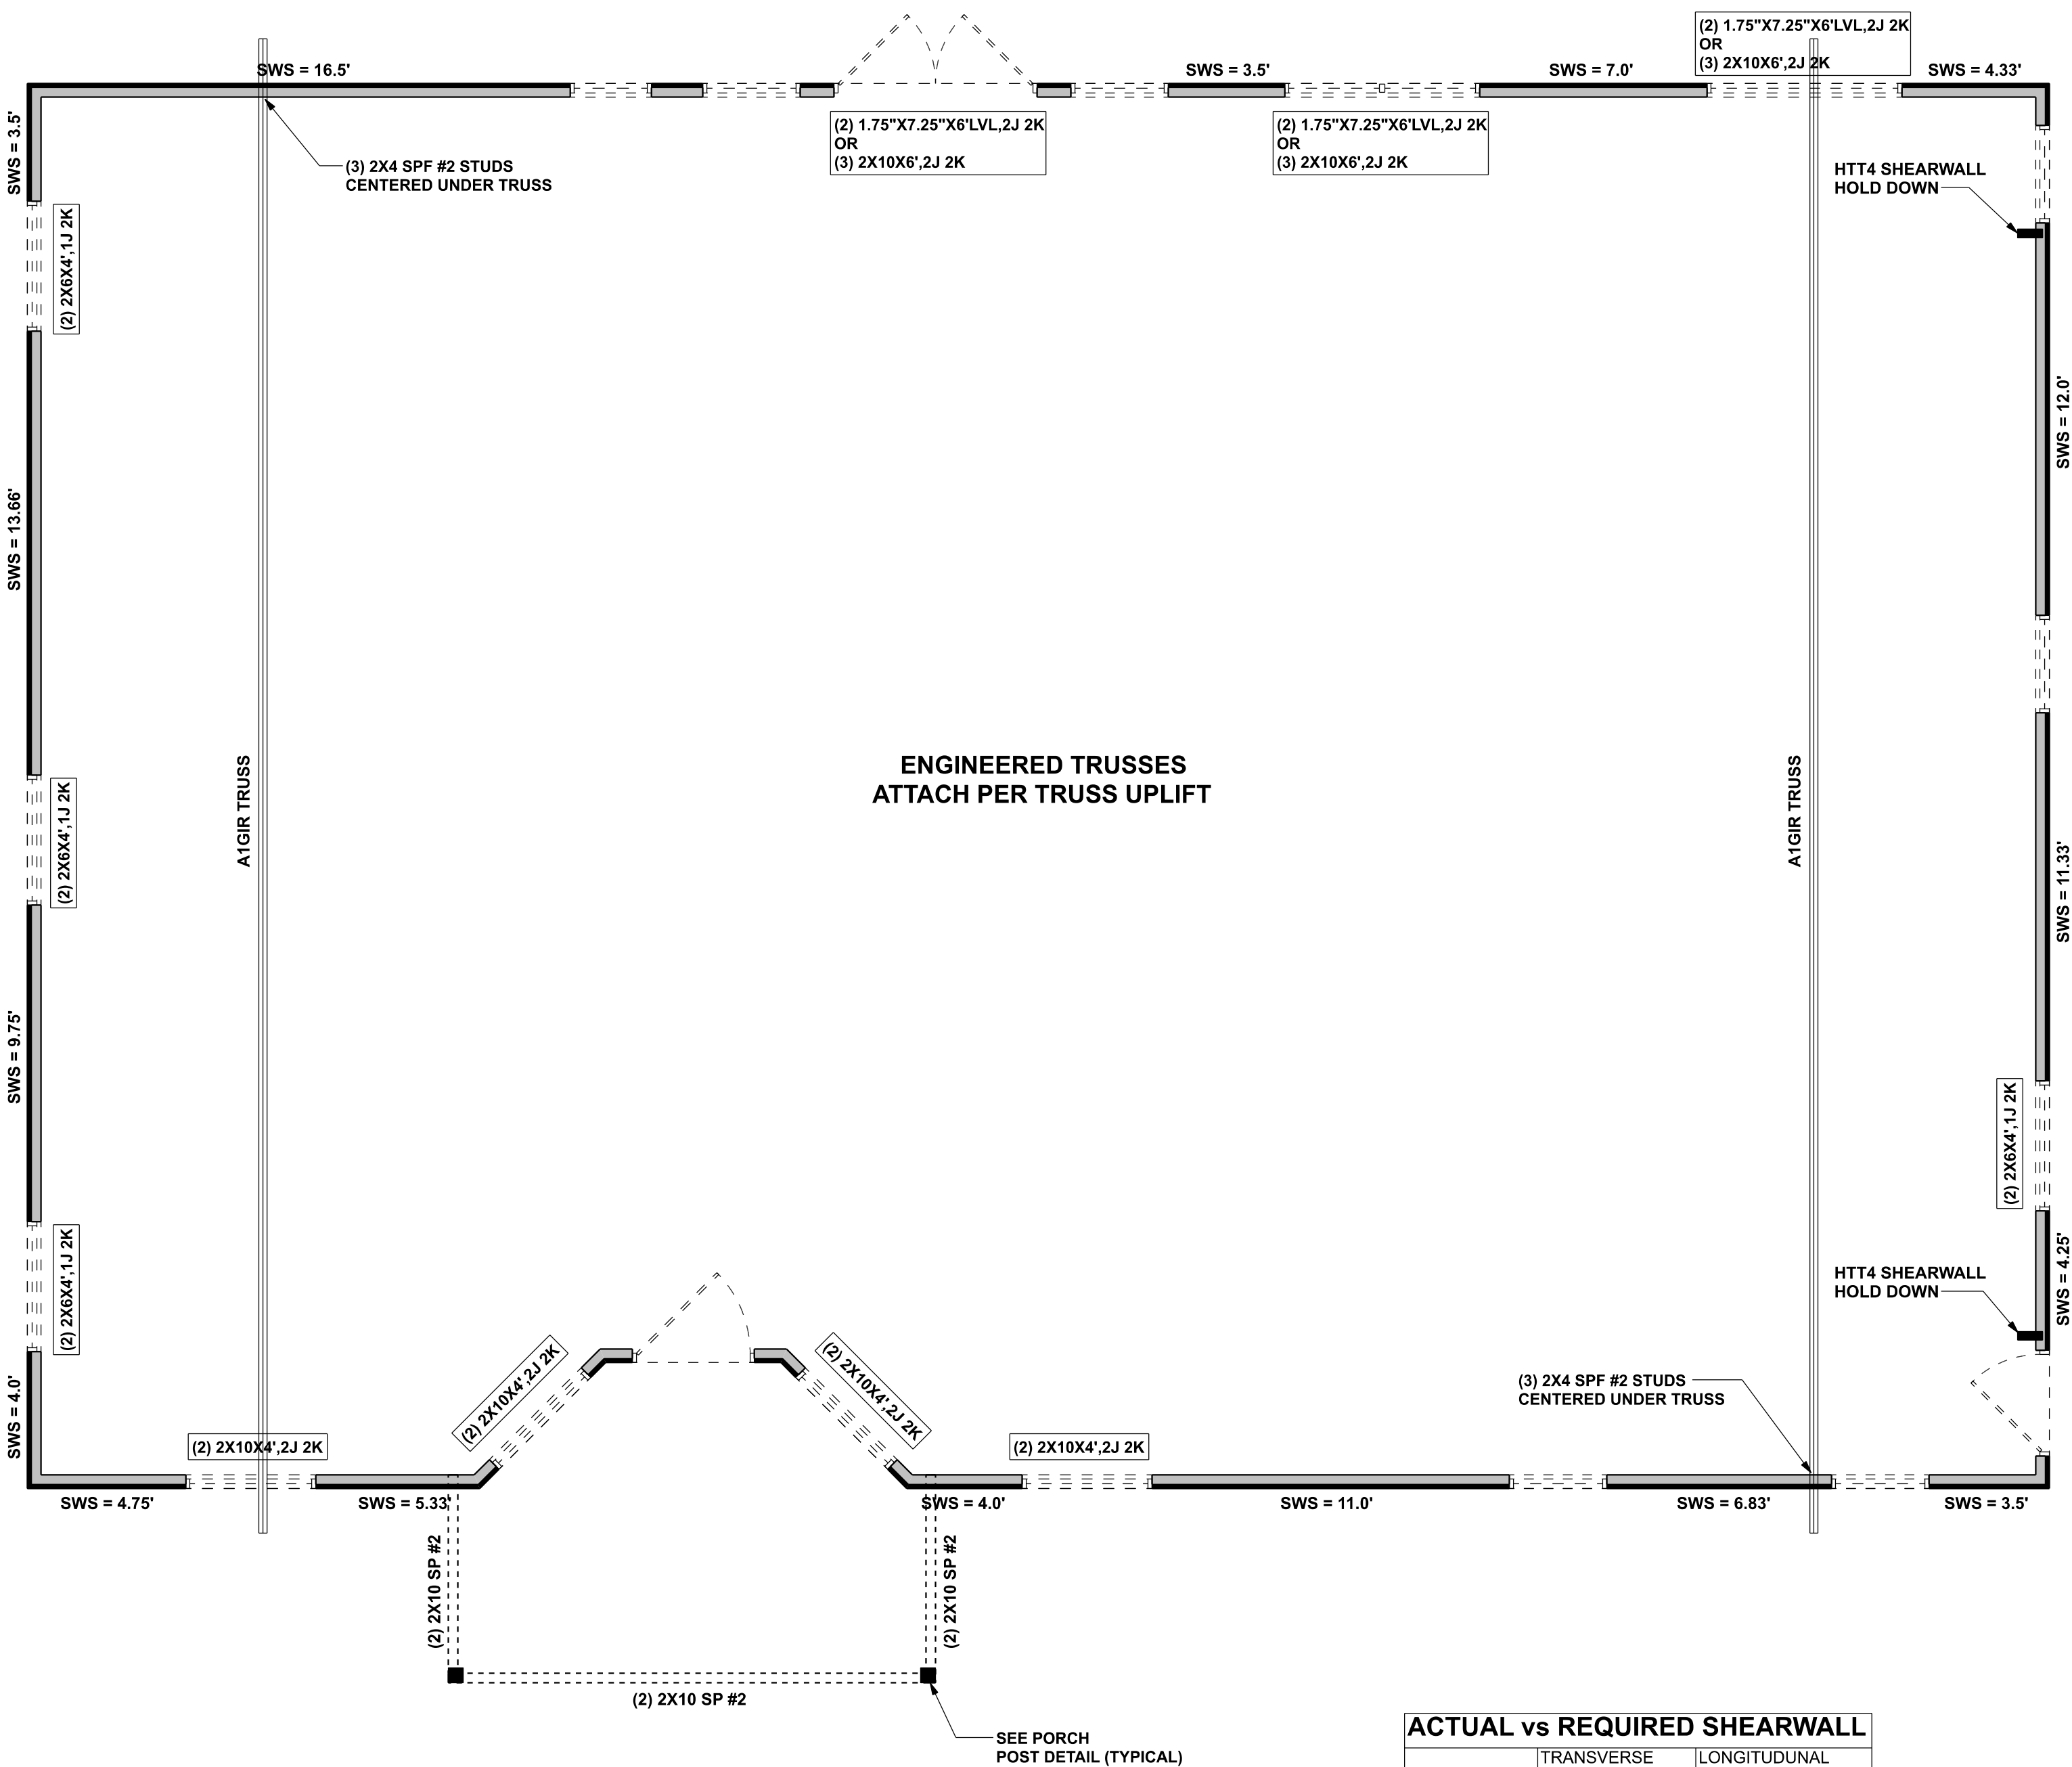 (2) 1.75"X7.25"X6'LVL,2J 2K
OR
(3) 2X10X6',2J 2K
SWS = 16.5'
SWS = 3.5'
SWS = 7.0'
SWS = 4.33'
SWS = 3.5'
(2) 1.75"X7.25"X6'LVL,2J 2K
OR
(3) 2X10X6',2J 2K
(2) 1.75"X7.25"X6'LVL,2J 2K
OR
(3) 2X10X6',2J 2K
(3) 2X4 SPF #2 STUDS
CENTERED UNDER TRUSS
HTT4 SHEARWALL
HOLD DOWN
(2) 2X6X4',1J 2K
SWS = 12.0'
SWS = 13.66'
A1GIR TRUSS
ENGINEERED TRUSSES
ATTACH PER TRUSS UPLIFT
A1GIR TRUSS
(2) 2X6X4',1J 2K
SWS = 11.33'
SWS = 9.75'
(2) 2X6X4',1J 2K
(2) 2X6X4',1J 2K
SWS = 4.25'
HTT4 SHEARWALL
HOLD DOWN
SWS = 4.0'
(2) 2X10X4',2J 2K
(2) 2X10X4',2J 2K
(3) 2X4 SPF #2 STUDS
CENTERED UNDER TRUSS
(2) 2X10X4',2J 2K
(2) 2X10X4',2J 2K
SWS = 4.75'
SWS = 5.33'
SWS = 4.0'
SWS = 11.0'
SWS = 6.83'
SWS = 3.5'
(2) 2X10 SP #2
(2) 2X10 SP #2
(2) 2X10 SP #2
SEE PORCH
POST DETAIL (TYPICAL)
ACTUAL vs REQUIRED SHEARWALL
TRANSVERSE
LONGITUDUNAL